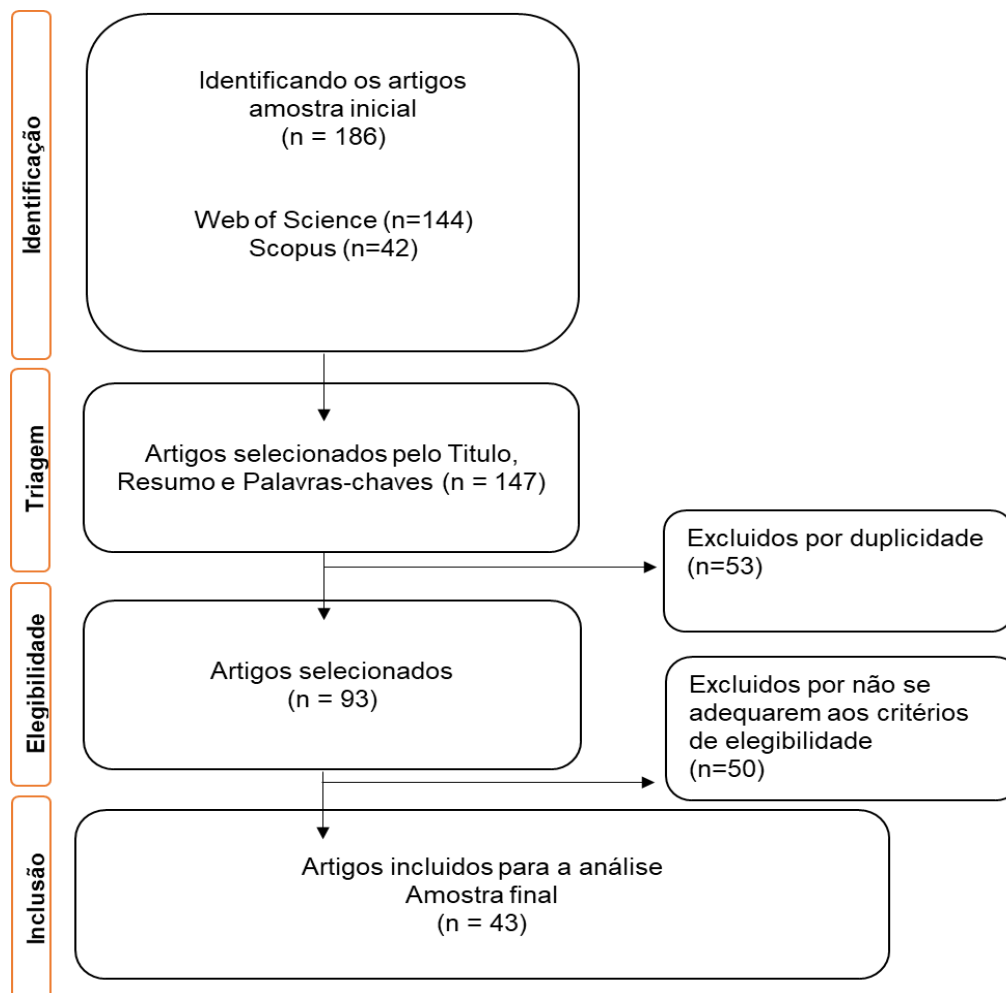 Identificação
Identificando os artigos
amostra inicial
(n = 186)
Web of Science (n=144)
Scopus (n=42)
Triagem
Artigos selecionados pelo Titulo,
Resumo e Palavras-chaves (n = 147)
Excluidos por duplicidade
(n=53)
Elegibilidade
Artigos selecionados
(n = 93)
Excluidos por não se
adequarem aos critérios
de elegibilidade
(n=50)
Inclusão
Artigos incluidos para a análise
Amostra final
(n = 43)